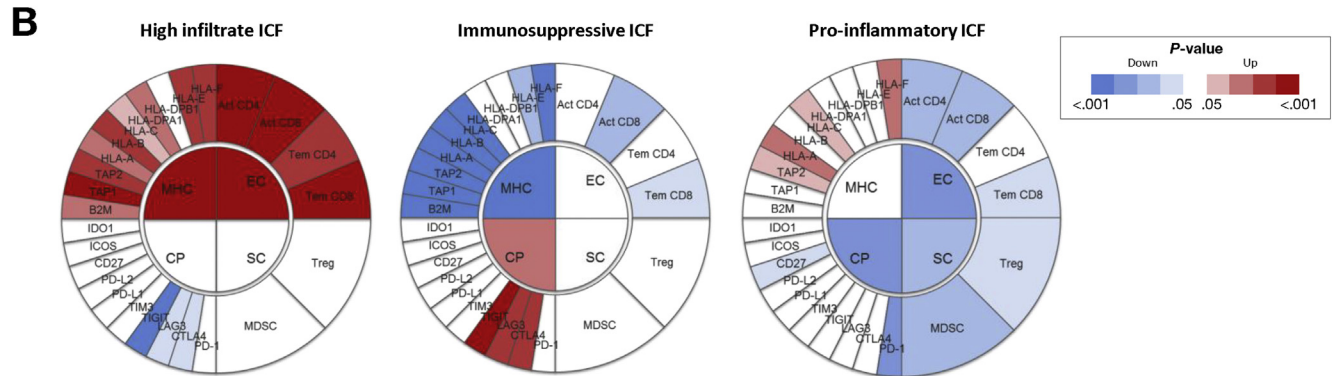 B
High infiltrate ICF
HLA-F
HLA-E
HLA-DPB1
HLA-DPA1
HLA-C
HLA-B
HLA-A
TAP2
TAP1
B2M
IDO1
ICOS
CD27
PD-L2
PD-L1
TIM3
TIGIT
LAG3
CTLA4
PD-1
Act CD4
Act CD8
Tem CD4
Tem CD8
Treg
MDSC
MHC
EC
CP
SC
Immunosuppressive ICF
HLA-F
HLA-E
HLA-DPB1
HLA-DPA1
HLA-C
HLA-B
HLA-A
TAP2
TAP1
B2M
IDO1
ICOS
CD27
PD-L2
PD-L1
TIM3
TIGIT
LAG3
CTLA4
PD-1
Act CD4
Act CD8
Tem CD4
Tem CD8
Treg
MDSC
MHC
EC
CP
SC
Pro-inflammatory ICF
HLA-F
HLA-E
HLA-DPB1
HLA-DPA1
HLA-C
HLA-B
HLA-A
TAP2
TAP1
B2M
IDO1
ICOS
CD27
PD-L2
PD-L1
TIM3
TIGIT
LAG3
CTLA4
PD-1
Act CD4
Act CD8
Tem CD4
Tem CD8
Treg
MDSC
MHC
EC
CP
SC
P-value
Down Up
<.001 .05 .05 <.001